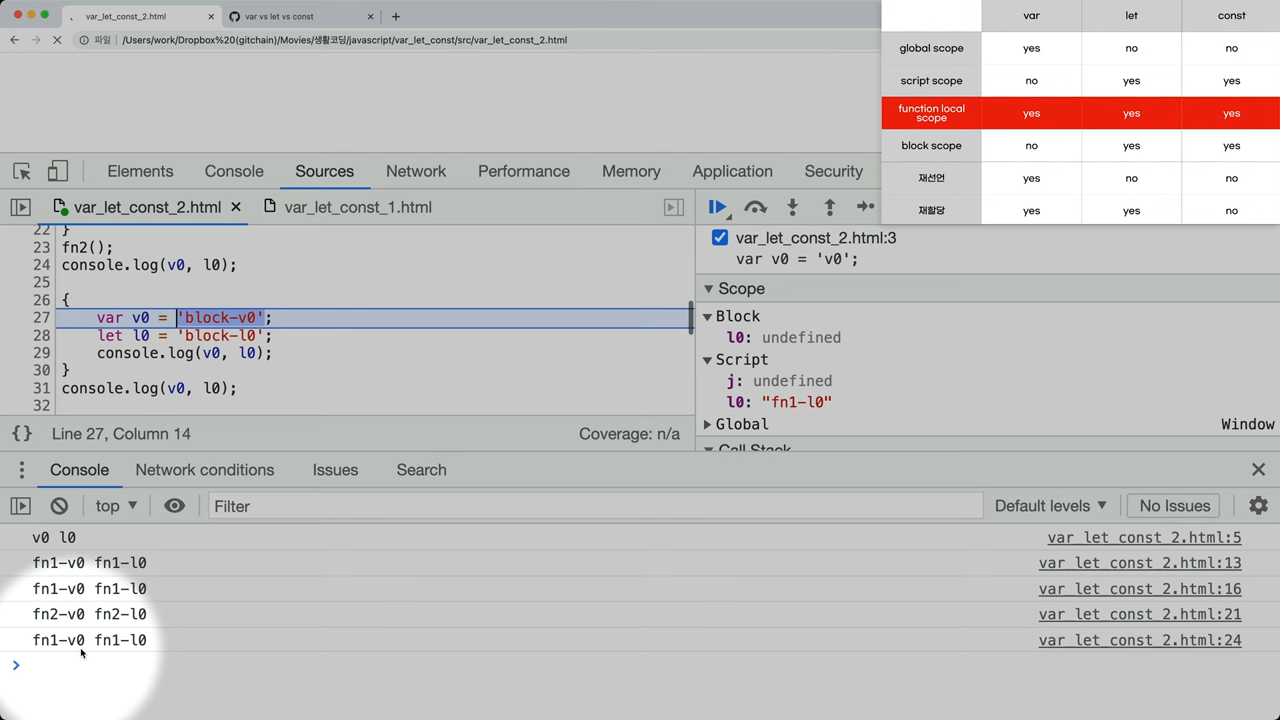 var_let_const_2.html
var vs let vs const
파일 /Users/work/Dropbox%20(gitchain)/Movies/생활코딩/javascript/var_let_const/src/var_let_const_2.html
var let const
global scope yes no no
script scope no yes yes
function local
scope
yes yes yes
block scope no yes yes
재선언 yes no no
재할당 yes yes no
Elements Console Sources Network Performance Memory Application Security
var_let_const_2.html
var_let_const_1.html
22 }
23 fn2();
24 console.log(v0, l0);
25
26 {
27 var v0 = 'block-v0';
28 let l0 = 'block-l0';
29 console.log(v0, l0);
30 }
31 console.log(v0, l0);
32
{} Line 27, Column 14 Coverage: n/a
var_let_const_2.html:3
var v0 = 'v0';
Scope
Block
l0: undefined
Script
j: undefined
l0: "fn1-l0"
Global Window
Call Stack
Console Network conditions Issues Search
top Filter Default levels No Issues
v0 l0 var_let_const_2.html:5
fn1-v0 fn1-l0 var_let_const_2.html:13
fn1-v0 fn1-l0 var_let_const_2.html:16
fn2-v0 fn2-l0 var_let_const_2.html:21
fn1-v0 fn1-l0 var_let_const_2.html:24